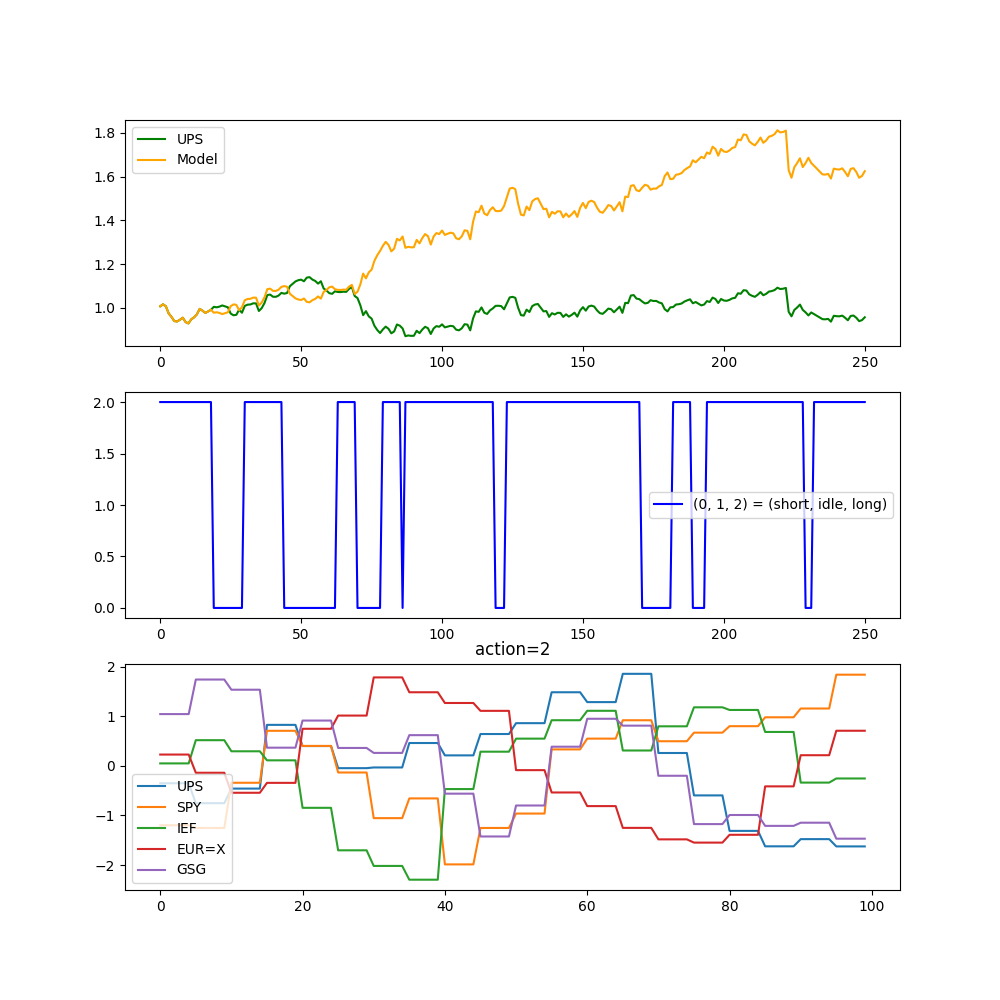 1.8
1.6
1.4
1.2
1.0
UPS
Model
0 50 100 150 200 250
2.0
1.5
1.0
0.5
0.0
(0, 1, 2) = (short, idle, long)
0 50 100 150 200 250
action=2
2
1
0
−1
−2
UPS
SPY
IEF
EUR=X
GSG
0 20 40 60 80 100